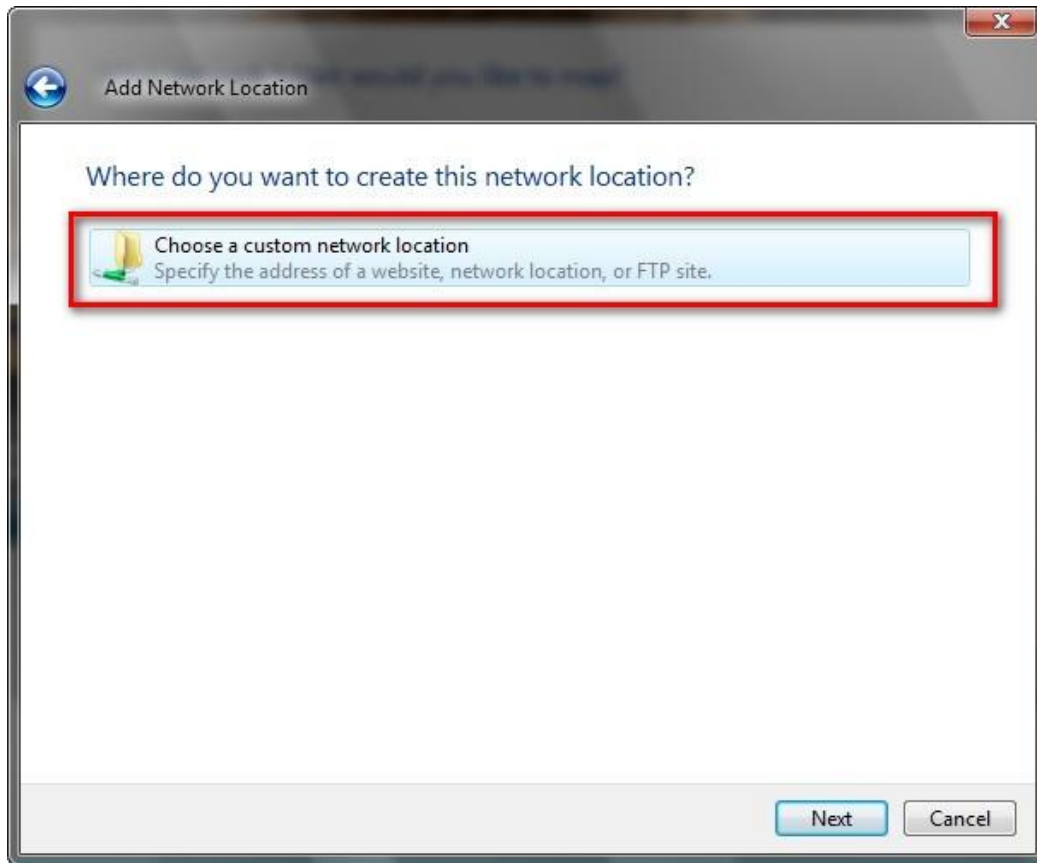 Add Network Location
Where do you want to create this network location?
Choose a custom network location
Specify the address of a website, network location, or FTP site.
Next
Cancel